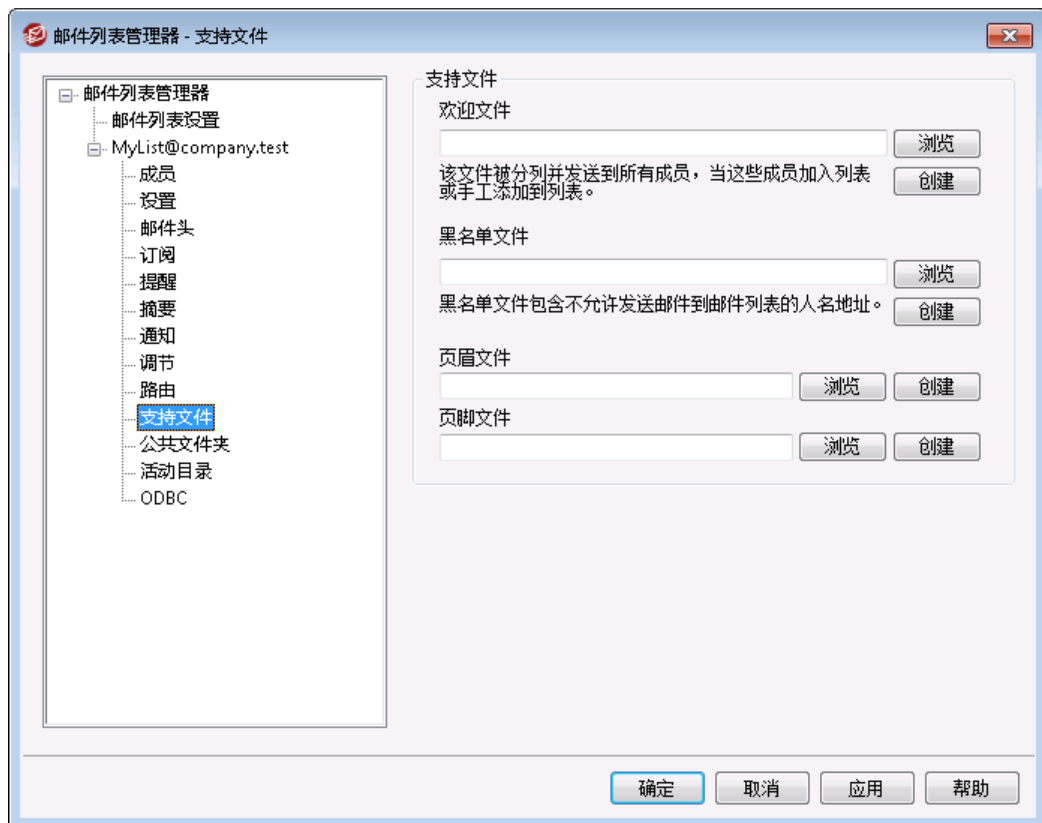 邮件列表管理器 - 支持文件
邮件列表管理器
邮件列表设置
MyList@company.test
成员
设置
邮件头
订阅
提醒
摘要
通知
调节
路由
支持文件
公共文件夹
活动目录
ODBC
支持文件
欢迎文件
浏览
该文件被分列并发送到所有成员，当这些成员加入列表
或手工添加到列表。
创建
黑名单文件
浏览
黑名单文件包含不允许发送邮件到邮件列表的人名地址。
创建
页眉文件
浏览 创建
页脚文件
浏览 创建
确定 取消 应用 帮助